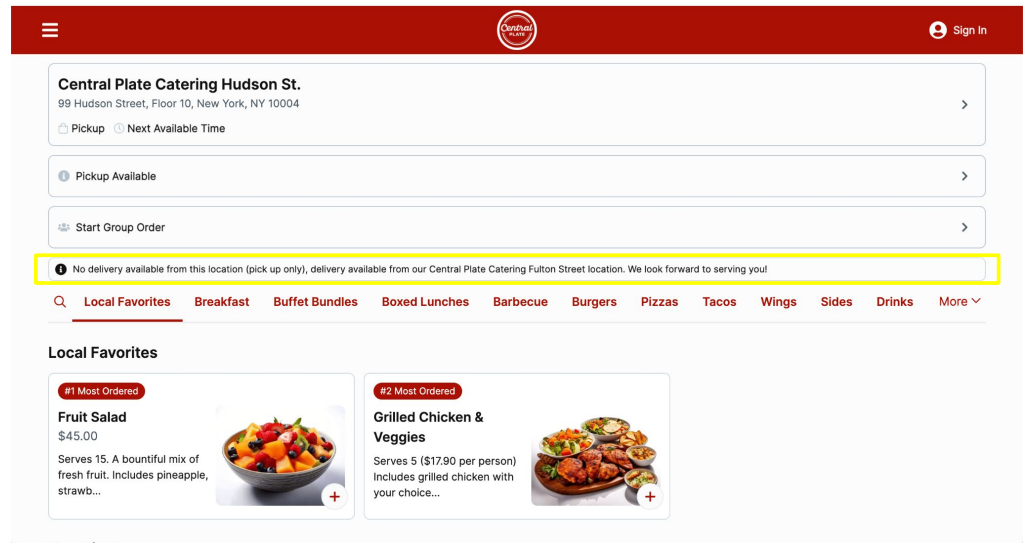 Central
PLATE
Sign In
Central Plate Catering Hudson St.
99 Hudson Street, Floor 10, New York, NY 10004
Pickup Next Available Time
Pickup Available
Start Group Order
No delivery available from this location (pick up only), delivery available from our Central Plate Catering Fulton Street location. We look forward to serving you!
Local Favorites Breakfast Buffet Bundles Boxed Lunches Barbecue Burgers Pizzas Tacos Wings Sides Drinks More
Local Favorites
#1 Most Ordered
Fruit Salad
$45.00
Serves 15. A bountiful mix of
fresh fruit. Includes pineapple,
strawb...
#2 Most Ordered
Grilled Chicken &
Veggies
Serves 5 ($17.90 per person)
Includes grilled chicken with
your choice...